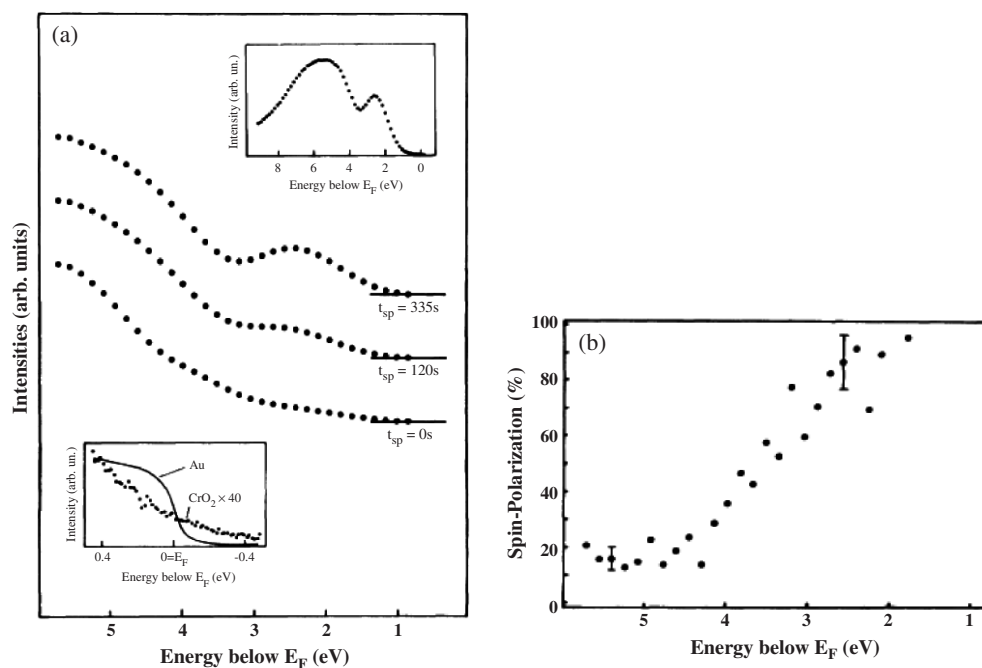 (a)
Intensity (arb. un.)
8 6 4 2 0
Energy below E_F (eV)
Intensities (arb. units)
t_sp = 335s
t_sp = 120s
t_sp = 0s
Intensity (arb. un.)
Au
CrO_2 × 40
0.4 0=E_F -0.4
Energy below E_F (eV)
5 4 3 2 1
Energy below E_F (eV)
(b)
Spin-Polarization (%)
100
80
60
40
20
0
5 4 3 2 1
Energy below E_F (eV)